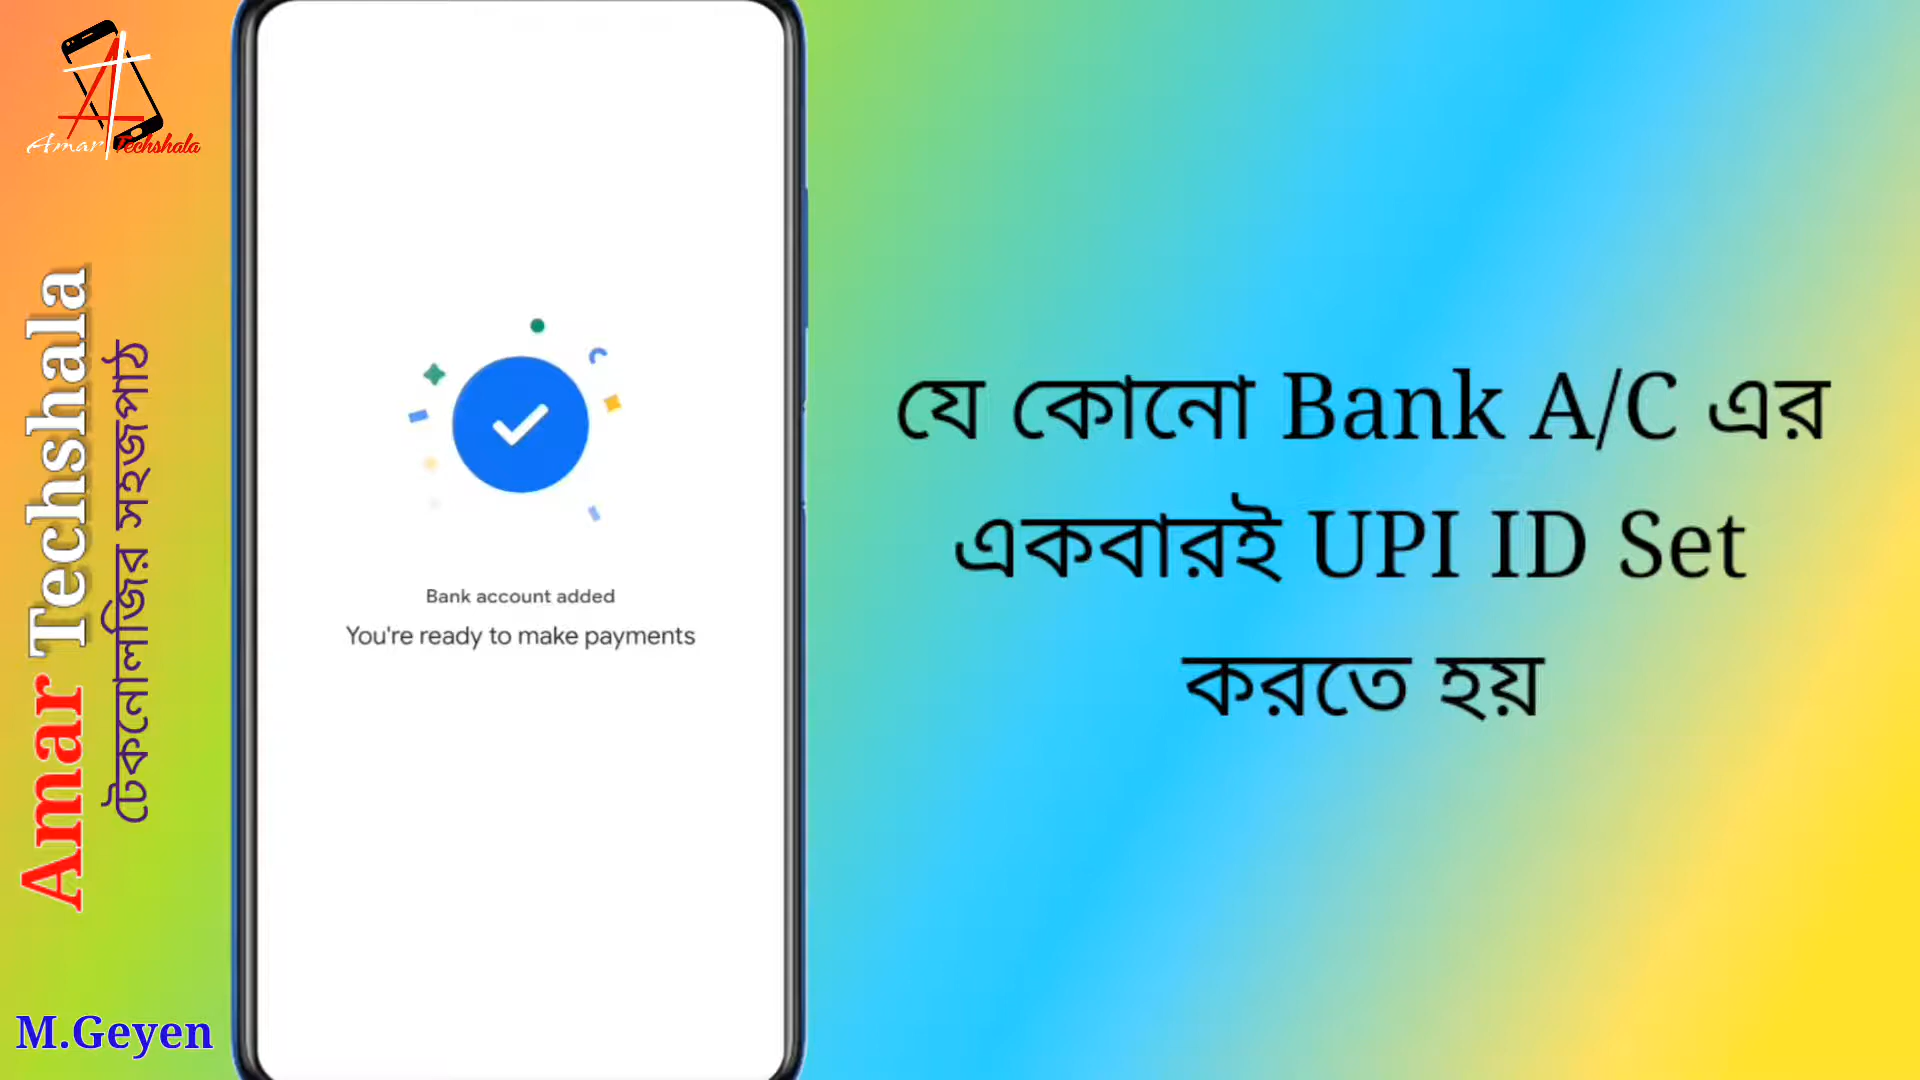 Amar Techshala
Amar Techshala
টেকনোলজির সহজপাঠ
M.Geyen
Bank account added
You're ready to make payments
যে কোনো Bank A/C এর
একবারই UPI ID Set
করতে হয়